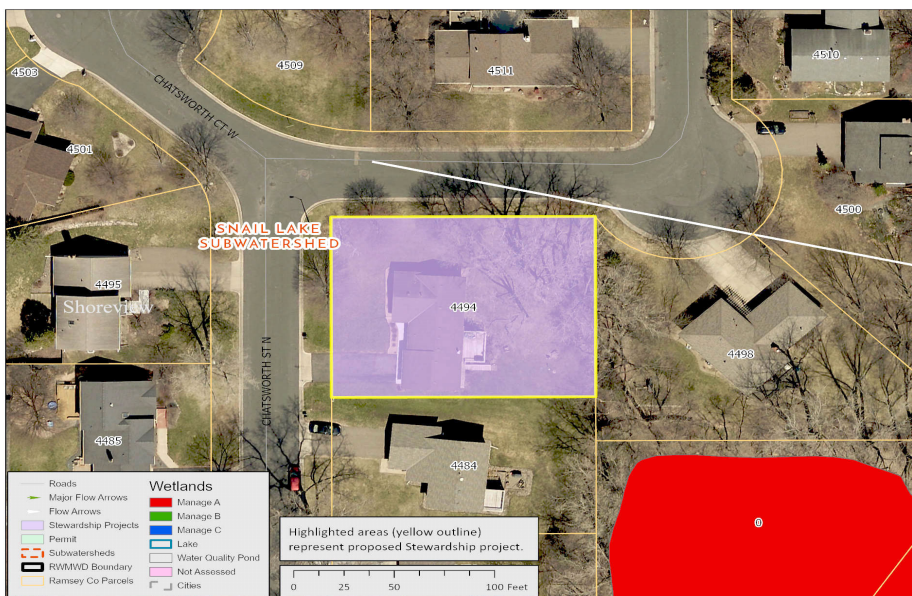 4503
4509
4511
4510
CHATSWORTH CT W
4501
4500
SNAIL LAKE
SUBWATERSHED
4495
Shoreview
4494
4498
CHATSWORTH ST N
4485
4484
0
Roads
Major Flow Arrows
Flow Arrows
Stewardship Projects
Permit
Subwatersheds
RWMWD Boundary
Ramsey Co Parcels
Wetlands
Manage A
Manage B
Manage C
Lake
Water Quality Pond
Not Assessed
Cities
Highlighted areas (yellow outline)
represent proposed Stewardship project.
0 25 50 100 Feet